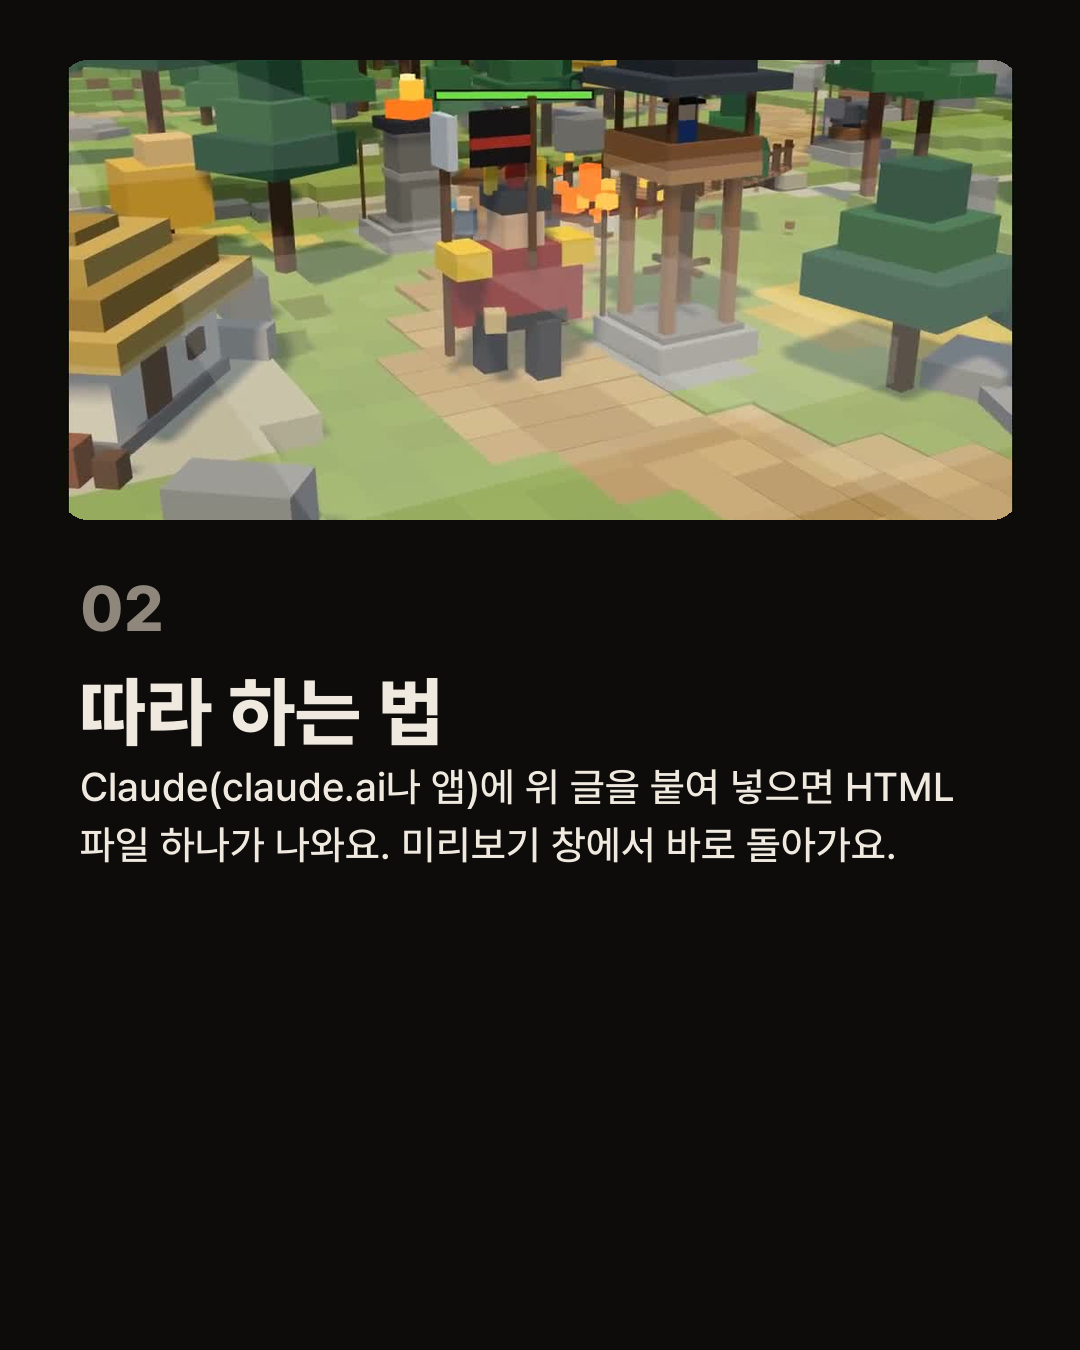 02
따라 하는 법
Claude(claude.ai나 앱)에 위 글을 붙여 넣으면 HTML
파일 하나가 나와요. 미리보기 창에서 바로 돌아가요.